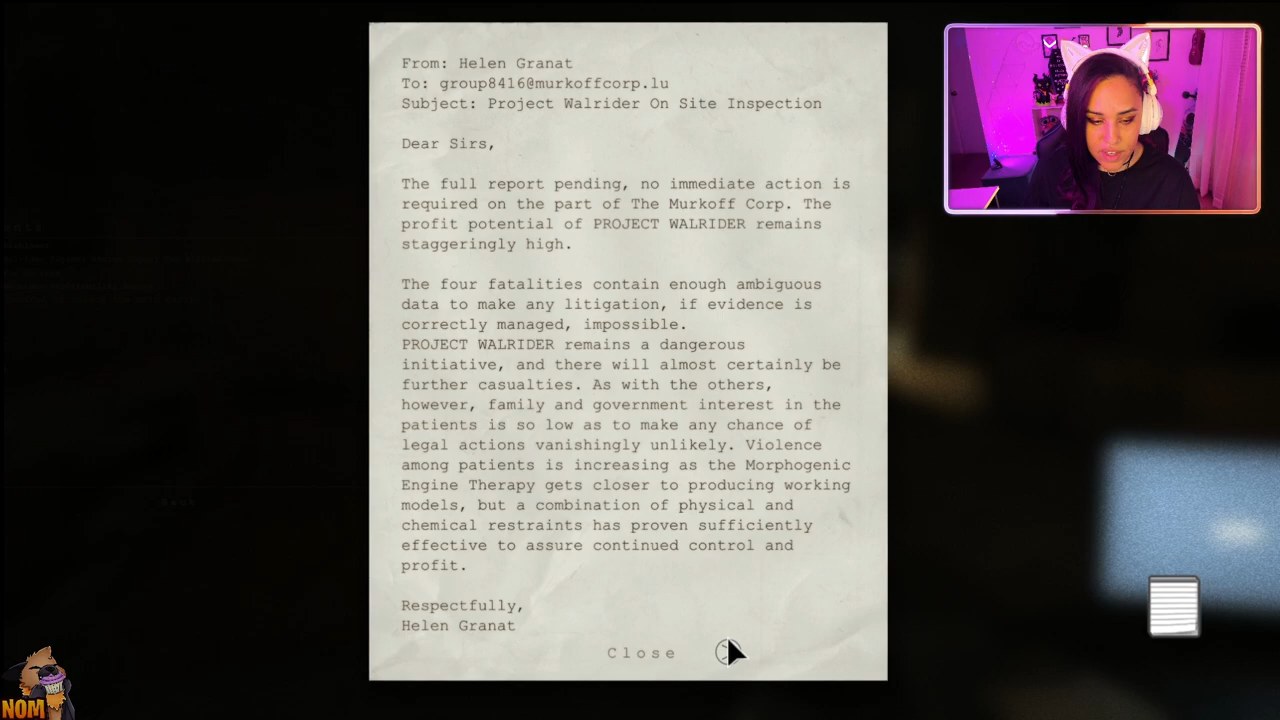 From: Helen Granat
To: group8416@murkoffcorp.lu
Subject: Project Walrider On Site Inspection
Dear Sirs,
The full report pending, no immediate action is
required on the part of The Murkoff Corp. The
profit potential of PROJECT WALRIDER remains
staggeringly high.
The four fatalities contain enough ambiguous
data to make any litigation, if evidence is
correctly managed, impossible.
PROJECT WALRIDER remains a dangerous
initiative, and there will almost certainly be
further casualties. As with the others,
however, family and government interest in the
patients is so low as to make any chance of
legal actions vanishingly unlikely. Violence
among patients is increasing as the Morphogenic
Engine Therapy gets closer to producing working
models, but a combination of physical and
chemical restraints has proven sufficiently
effective to assure continued control and
profit.
Respectfully,
Helen Granat
Close
NOM